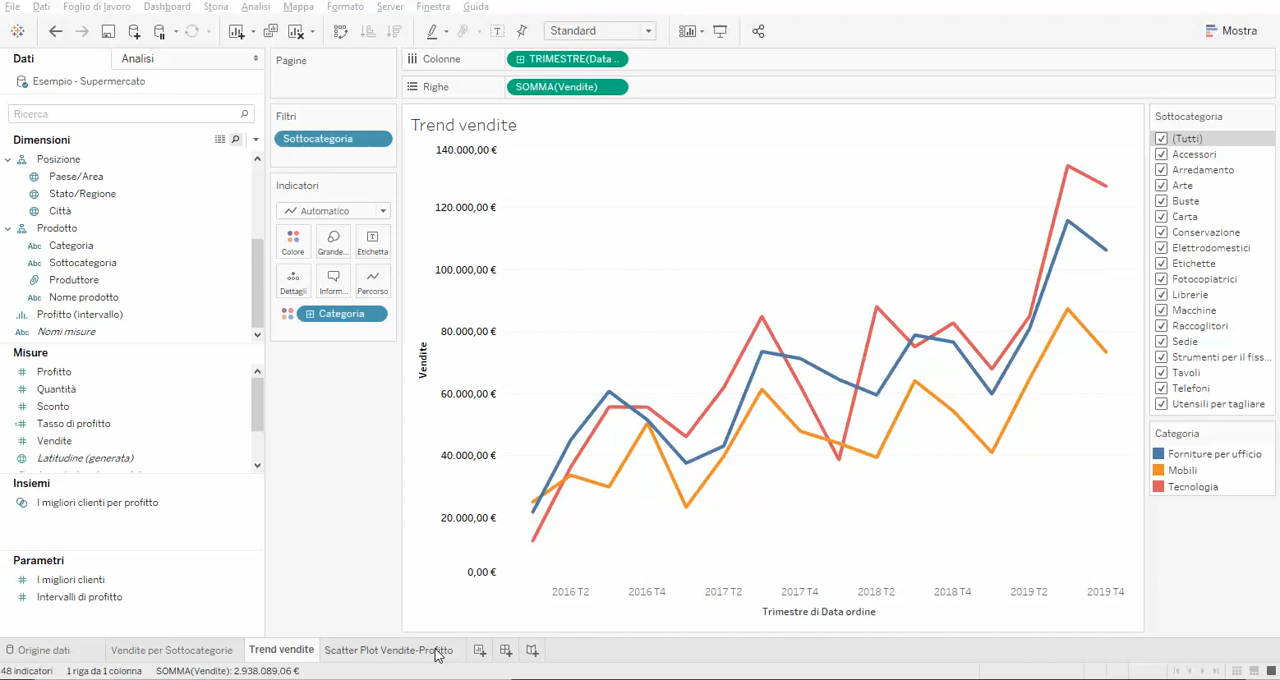 File Dati Foglio di lavoro Dashboard Storia Analisi Mappa Formato Server Finestra Guida
Standard
Mostra
Dati
Analisi
Esempio - Supermercato
Ricerca
Dimensioni
Posizione
Paese/Area
Stato/Regione
Città
Prodotto
Abc Categoria
Abc Sottocategoria
Produttore
Abc Nome prodotto
Profitto (intervallo)
Abc Nomi misure
Misure
Profitto
Quantità
Sconto
Tasso di profitto
Vendite
Latitudine (generata)
Insiemi
I migliori clienti per profitto
Parametri
I migliori clienti
Intervalli di profitto
Pagine
Filtri
Sottocategoria
Indicatori
Automatico
Colore Grande... Etichetta
Dettagli Inform... Percorso
Categoria
Colonne TRIMESTRE(Data ..
Righe SOMMA(Vendite)
Trend vendite
140.000,00 €
120.000,00 €
100.000,00 €
80.000,00 €
60.000,00 €
40.000,00 €
20.000,00 €
0,00 €
Vendite
2016 T2 2016 T4 2017 T2 2017 T4 2018 T2 2018 T4 2019 T2 2019 T4
Trimestre di Data ordine
Sottocategoria
(Tutti)
Accessori
Arredamento
Arte
Buste
Carta
Conservazione
Elettrodomestici
Etichette
Fotocopiatrici
Librerie
Macchine
Raccoglitori
Sedie
Strumenti per il fiss...
Tavoli
Telefoni
Utensili per tagliare
Categoria
Forniture per ufficio
Mobili
Tecnologia
Origine dati Vendite per Sottocategorie Trend vendite Scatter Plot Vendite-Profitto
48 indicatori 1 riga da 1 colonna SOMMA(Vendite): 2.938.089,06 €